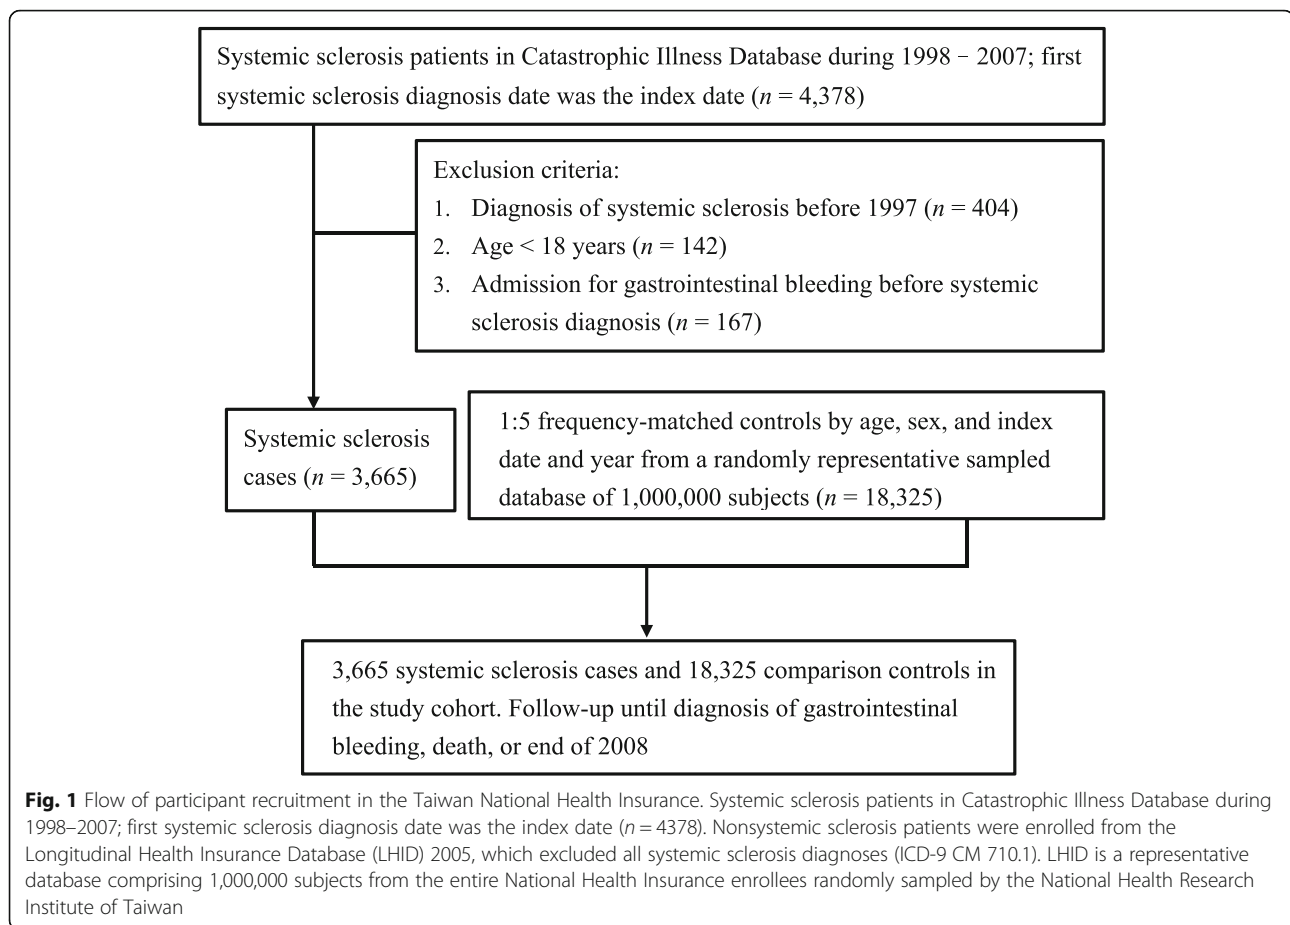 Systemic sclerosis patients in Catastrophic Illness Database during 1998 – 2007; first
systemic sclerosis diagnosis date was the index date (n = 4,378)
Exclusion criteria:
1. Diagnosis of systemic sclerosis before 1997 (n = 404)
2. Age < 18 years (n = 142)
3. Admission for gastrointestinal bleeding before systemic
sclerosis diagnosis (n = 167)
Systemic sclerosis
cases (n = 3,665)
1:5 frequency-matched controls by age, sex, and index
date and year from a randomly representative sampled
database of 1,000,000 subjects (n = 18,325)
3,665 systemic sclerosis cases and 18,325 comparison controls in
the study cohort. Follow-up until diagnosis of gastrointestinal
bleeding, death, or end of 2008
Fig. 1 Flow of participant recruitment in the Taiwan National Health Insurance. Systemic sclerosis patients in Catastrophic Illness Database during
1998–2007; first systemic sclerosis diagnosis date was the index date (n = 4378). Nonsystemic sclerosis patients were enrolled from the
Longitudinal Health Insurance Database (LHID) 2005, which excluded all systemic sclerosis diagnoses (ICD-9 CM 710.1). LHID is a representative
database comprising 1,000,000 subjects from the entire National Health Insurance enrollees randomly sampled by the National Health Research
Institute of Taiwan